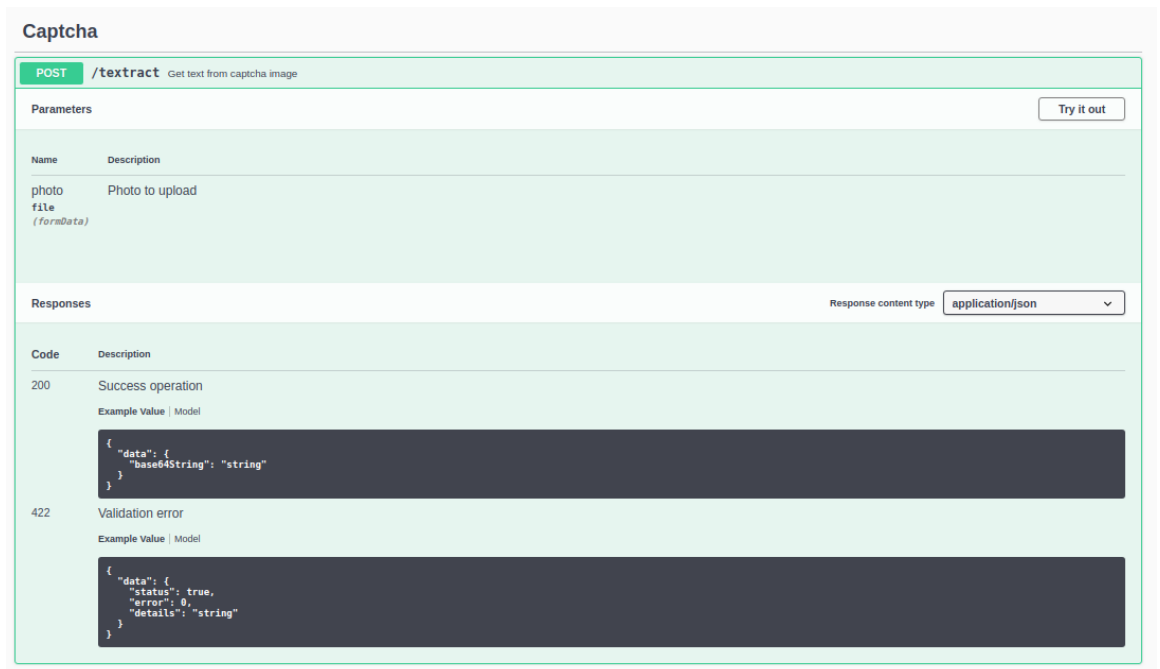 Captcha
POST /textract Get text from captcha image
Parameters Try it out
Name Description
photo Photo to upload
file
(formData)
Responses Response content type application/json
Code Description
200 Success operation
Example Value | Model
{
  "data": {
    "base64String": "string"
  }
}
422 Validation error
Example Value | Model
{
  "data": {
    "status": true,
    "error": 0,
    "details": "string"
  }
}